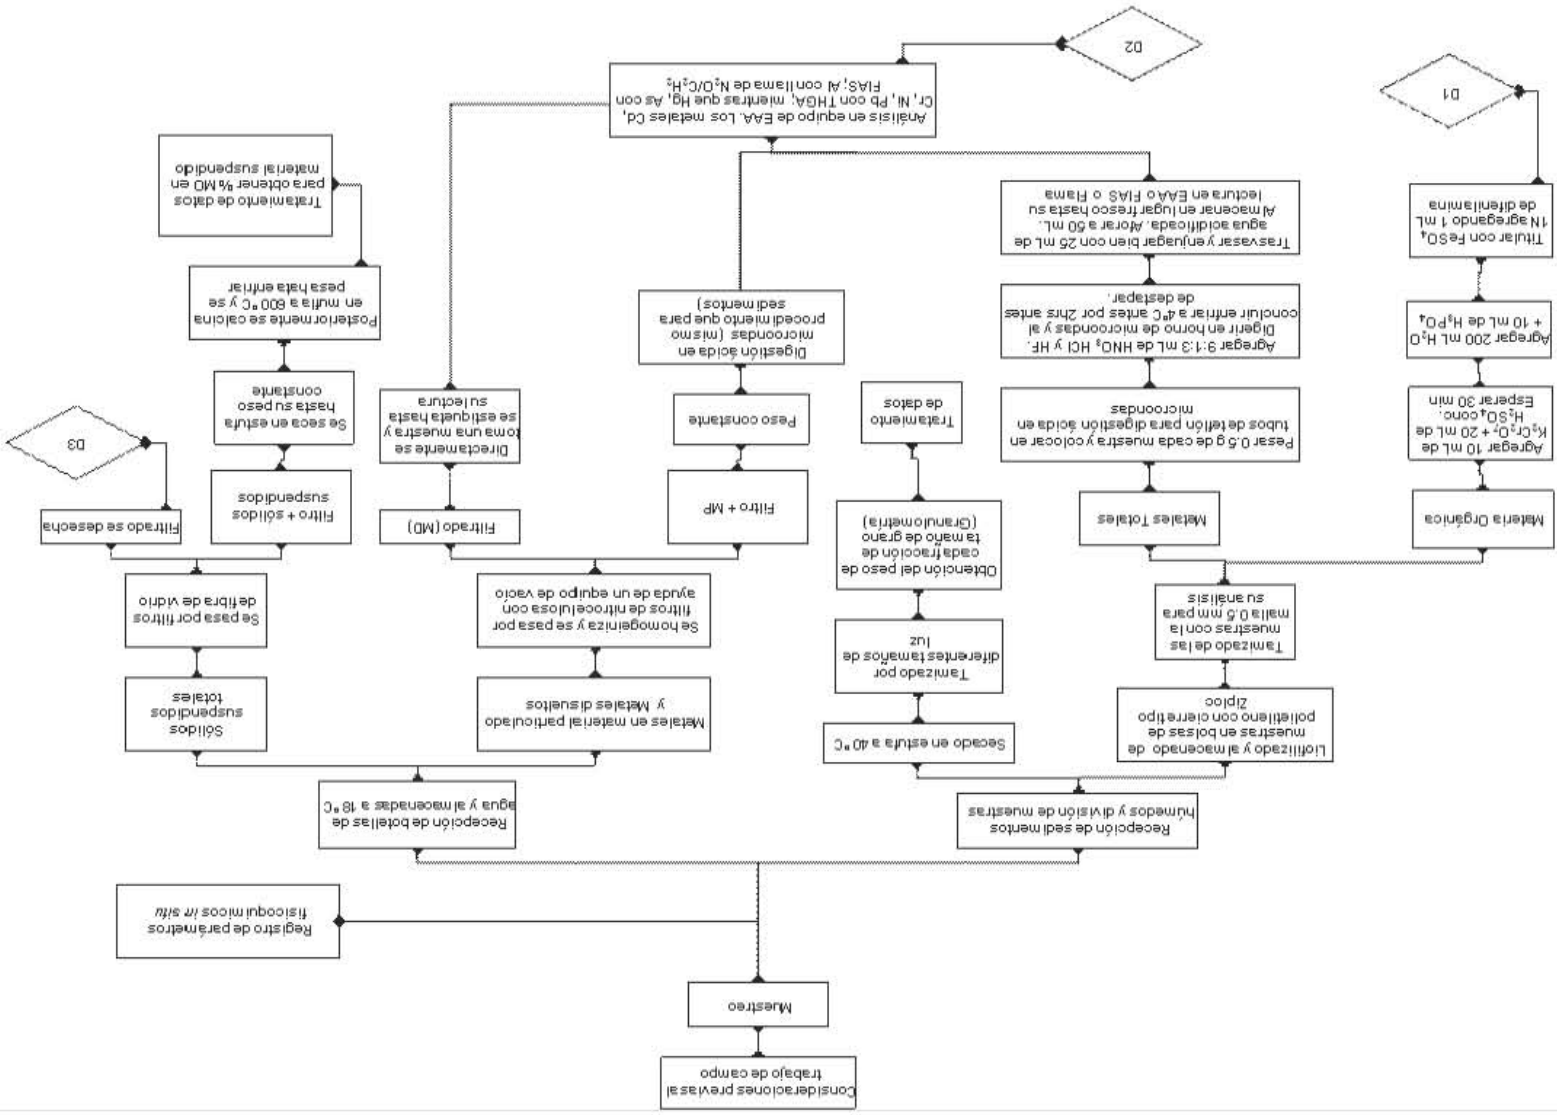 Consideraciones previas al
trabajo de campo
Muestreo
Registro de parámetros
fisicoquimicos in situ
Recepción de sedimentos
húmedos y división de muestras
Recepción de botellas de
agua y almacenadas a 18 °C
Liofilizado y almacenado de
muestras en bolsas de
polietileno con cierre tipo
Ziploc
Secado en estufa a 40 °C
Metales en material particulado
y Metales disueltos
Sólidos
suspendidos
totales
Tamizado de las
muestras con la
malla 0.5 mm para
su análisis
Tamizado por
diferentes tamaños de
luz
Se homogeiniza y se pasa por
filtros de nitrocelulosa con
ayuda de un equipo de vacío
Se pasa por filtros
de fibra de vidrio
Materia Orgánica
Metales Totales
Obtención del peso de
cada fracción de
tamaño de grano
(Granulometría)
Filtro + MP
Filtrado (MD)
Filtro + sólidos
suspendidos
Filtrado se desecha
Agregar 10 mL de
K₂Cr₂O₇ + 20 mL de
H₂SO₄ conc.
Esperar 30 min
Pesar 0.5 g de cada muestra y colocar en
tubos de teflón para digestión ácida en
microondas
Tratamiento
de datos
Peso constante
Directamente se
toma una muestra y
se estiqueta hasta
su lectura
Se seca en estufa
hasta su peso
constante
D3
Agregar 200 mL H₂O
+ 10 mL de H₃PO₄
Agregar 9:1:3 mL de HNO₃ HCl y HF.
Digerir en horno de microondas y al
concluir enfriar a 4°C antes por 2hrs antes
de destapar.
Digestión ácida en
microondas (mismo
procedimiento que para
sedimentos)
Posteriormente se calcina
en mufla a 600 °C y se
pesa hata enfriar
Titular con FeSO₄
1N agregando 1 mL
de difenilamina
Trasvasar y enjuagar bien con 25 mL de
agua acidificada. Aforar a 50 mL.
Almacenar en lugar fresco hasta su
lectura en EAA o FIAS o Flama
Tratamiento de datos
para obtener % MO en
material suspendido
D1
Análisis en equipo de EAA. Los metales Cd,
Cr, Ni, Pb con THGA; mientras que Hg, As con
FIAS; Al con llama de N₂O/C₂H₂
D2